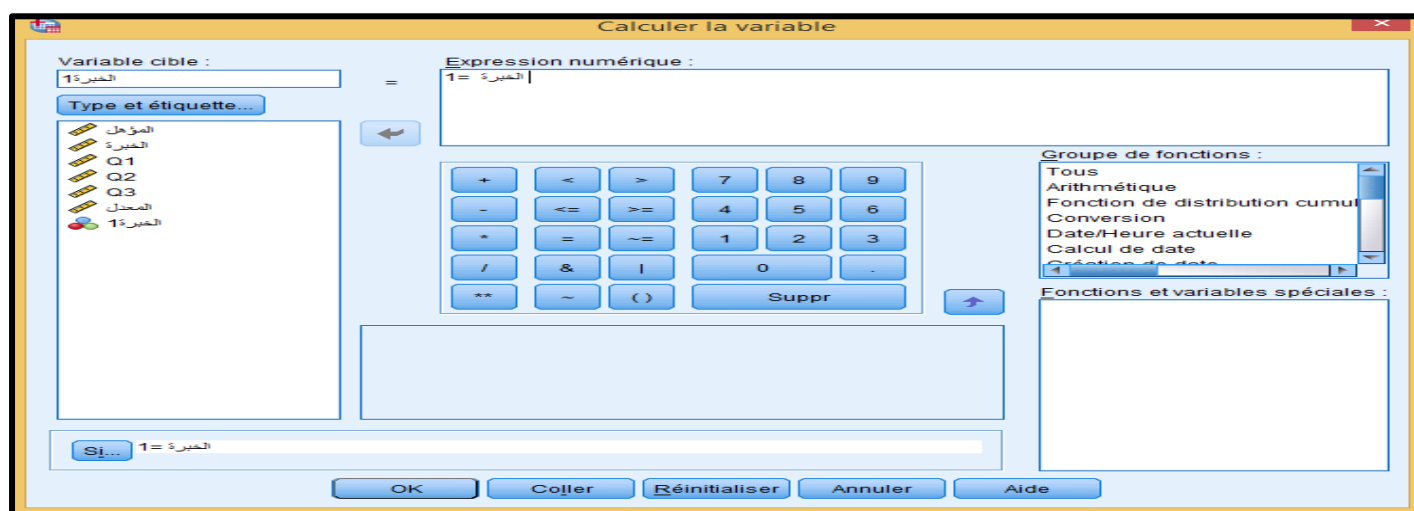 Calculer la variable
Variable cible :
الخبرة1
=
Expression numérique :
الخبرة =1
Type et étiquette...
المؤهل
الخبرة
Q1
Q2
Q3
المعدل
الخبرة1
+ < > 7 8 9
- <= >= 4 5 6
* = ~= 1 2 3
/ & | 0 .
** ~ () Suppr
Groupe de fonctions :
Tous
Arithmétique
Fonction de distribution cumul
Conversion
Date/Heure actuelle
Calcul de date
Création de date
Fonctions et variables spéciales :
Si... الخبرة =1
OK Coller Réinitialiser Annuler Aide